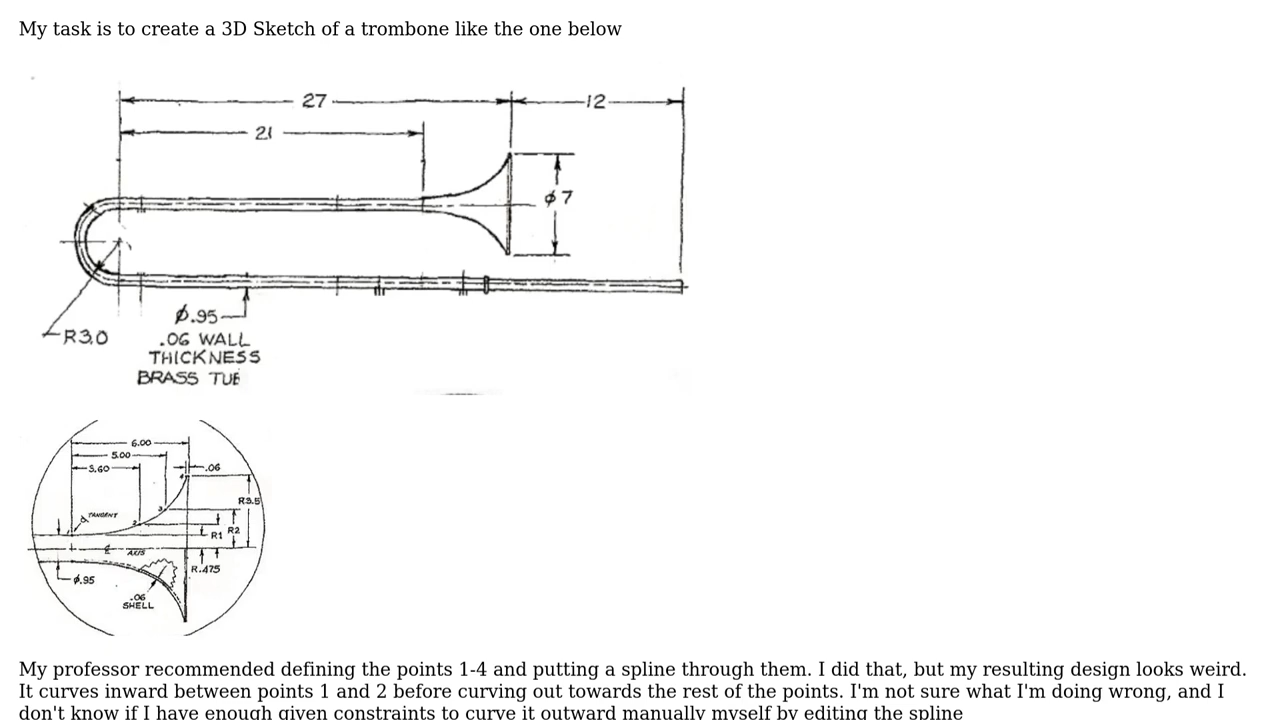 My task is to create a 3D Sketch of a trombone like the one below
27
12
21
ϕ7
R3.0
Ø.95
.06 WALL
THICKNESS
BRASS TUB
6.00
5.00
3.60
.06
R3.5
TANGENT
1
2
3
4
R1
R2
℄
AXIS
R.475
Ø.95
.06
SHELL
My professor recommended defining the points 1-4 and putting a spline through them. I did that, but my resulting design looks weird.
It curves inward between points 1 and 2 before curving out towards the rest of the points. I'm not sure what I'm doing wrong, and I
don't know if I have enough given constraints to curve it outward manually myself by editing the spline